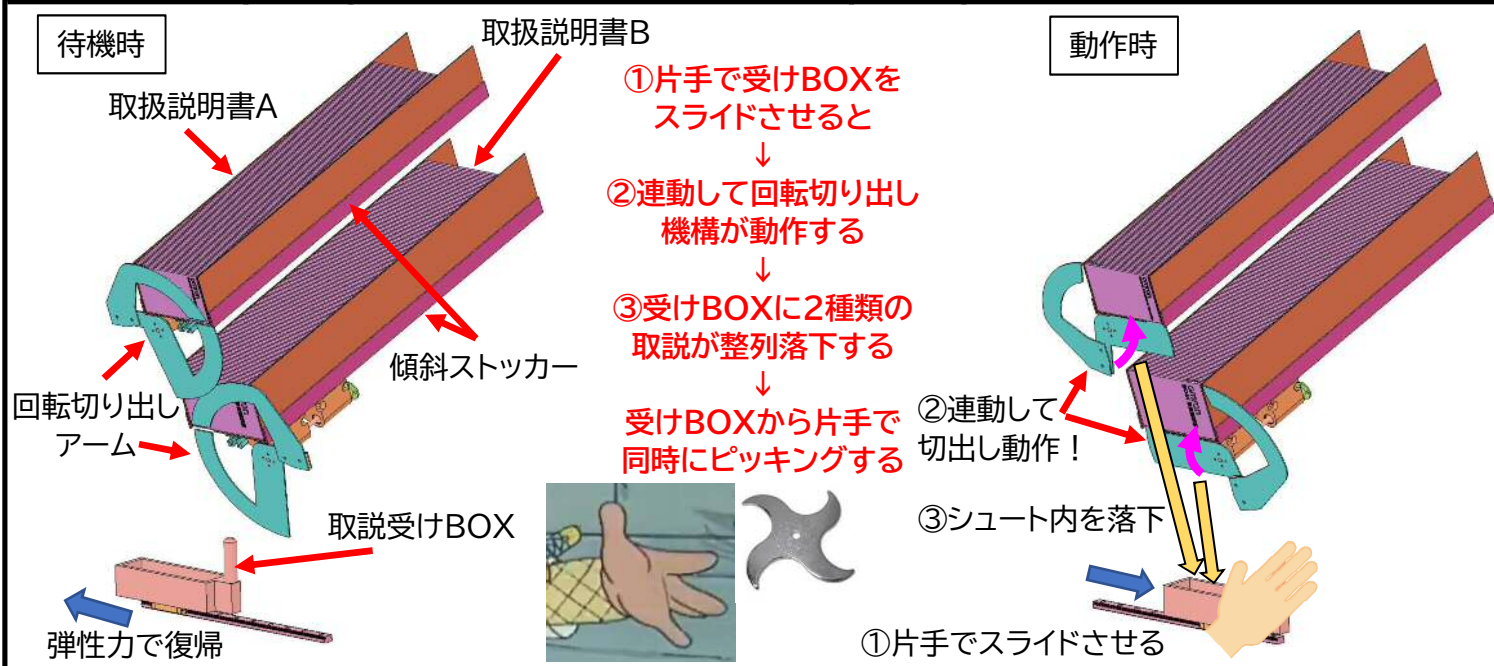 待機時
取扱説明書B
取扱説明書A
傾斜ストッカー
回転切り出し
アーム
取説受けBOX
弾性力で復帰
①片手で受けBOXを
スライドさせると
↓
②連動して回転切り出し
機構が動作する
↓
③受けBOXに2種類の
取説が整列落下する
↓
受けBOXから片手で
同時にピッキングする
動作時
②連動して
切出し動作！
③シュート内を落下
①片手でスライドさせる